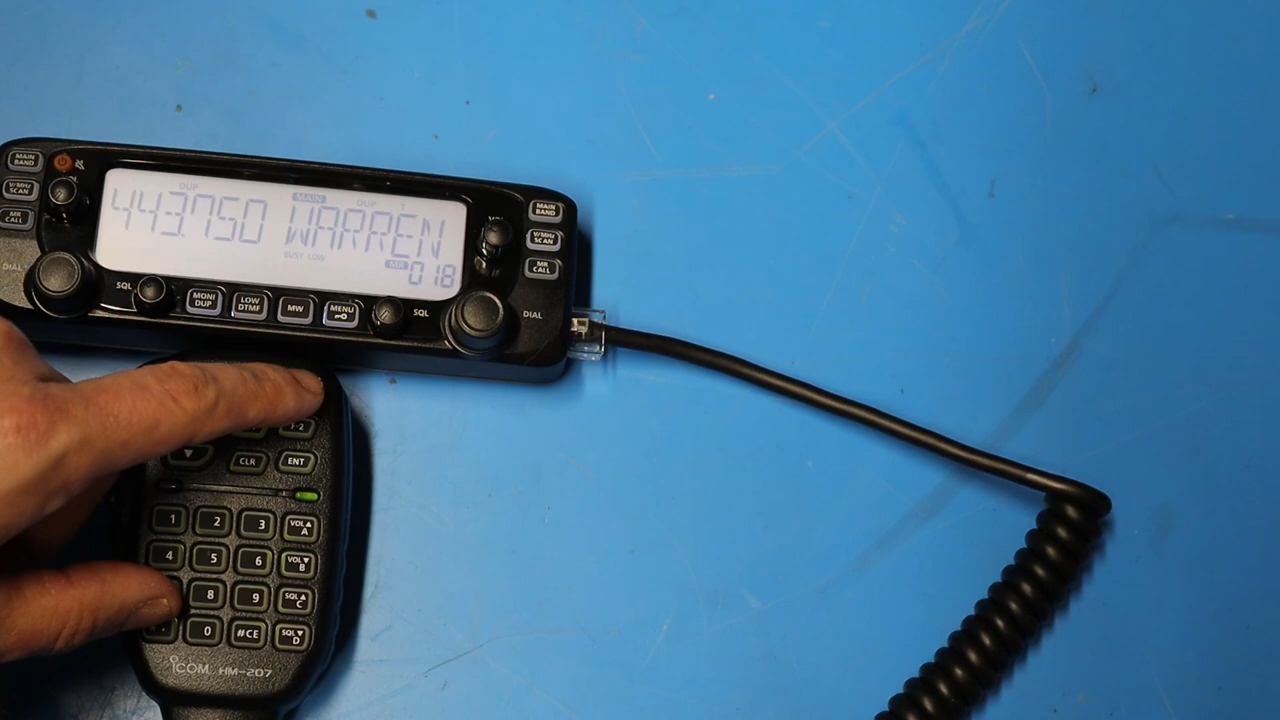 MAIN BAND
V/MHz SCAN
MR CALL
DIAL
DUP
MAIN
DUP T
443.750 WARREN
BUSY LOW
MR 018
SQL
MONI DUP
LOW DTMF
MW
MENU
SQL
DIAL
MAIN BAND
V/MHz SCAN
MR CALL
F-2
CLR
ENT
1 2 3 VOL▲ A
4 5 6 VOL▼ B
8 9 SQL▲ C
0 #CE SQL▼ D
ICOM HM-207